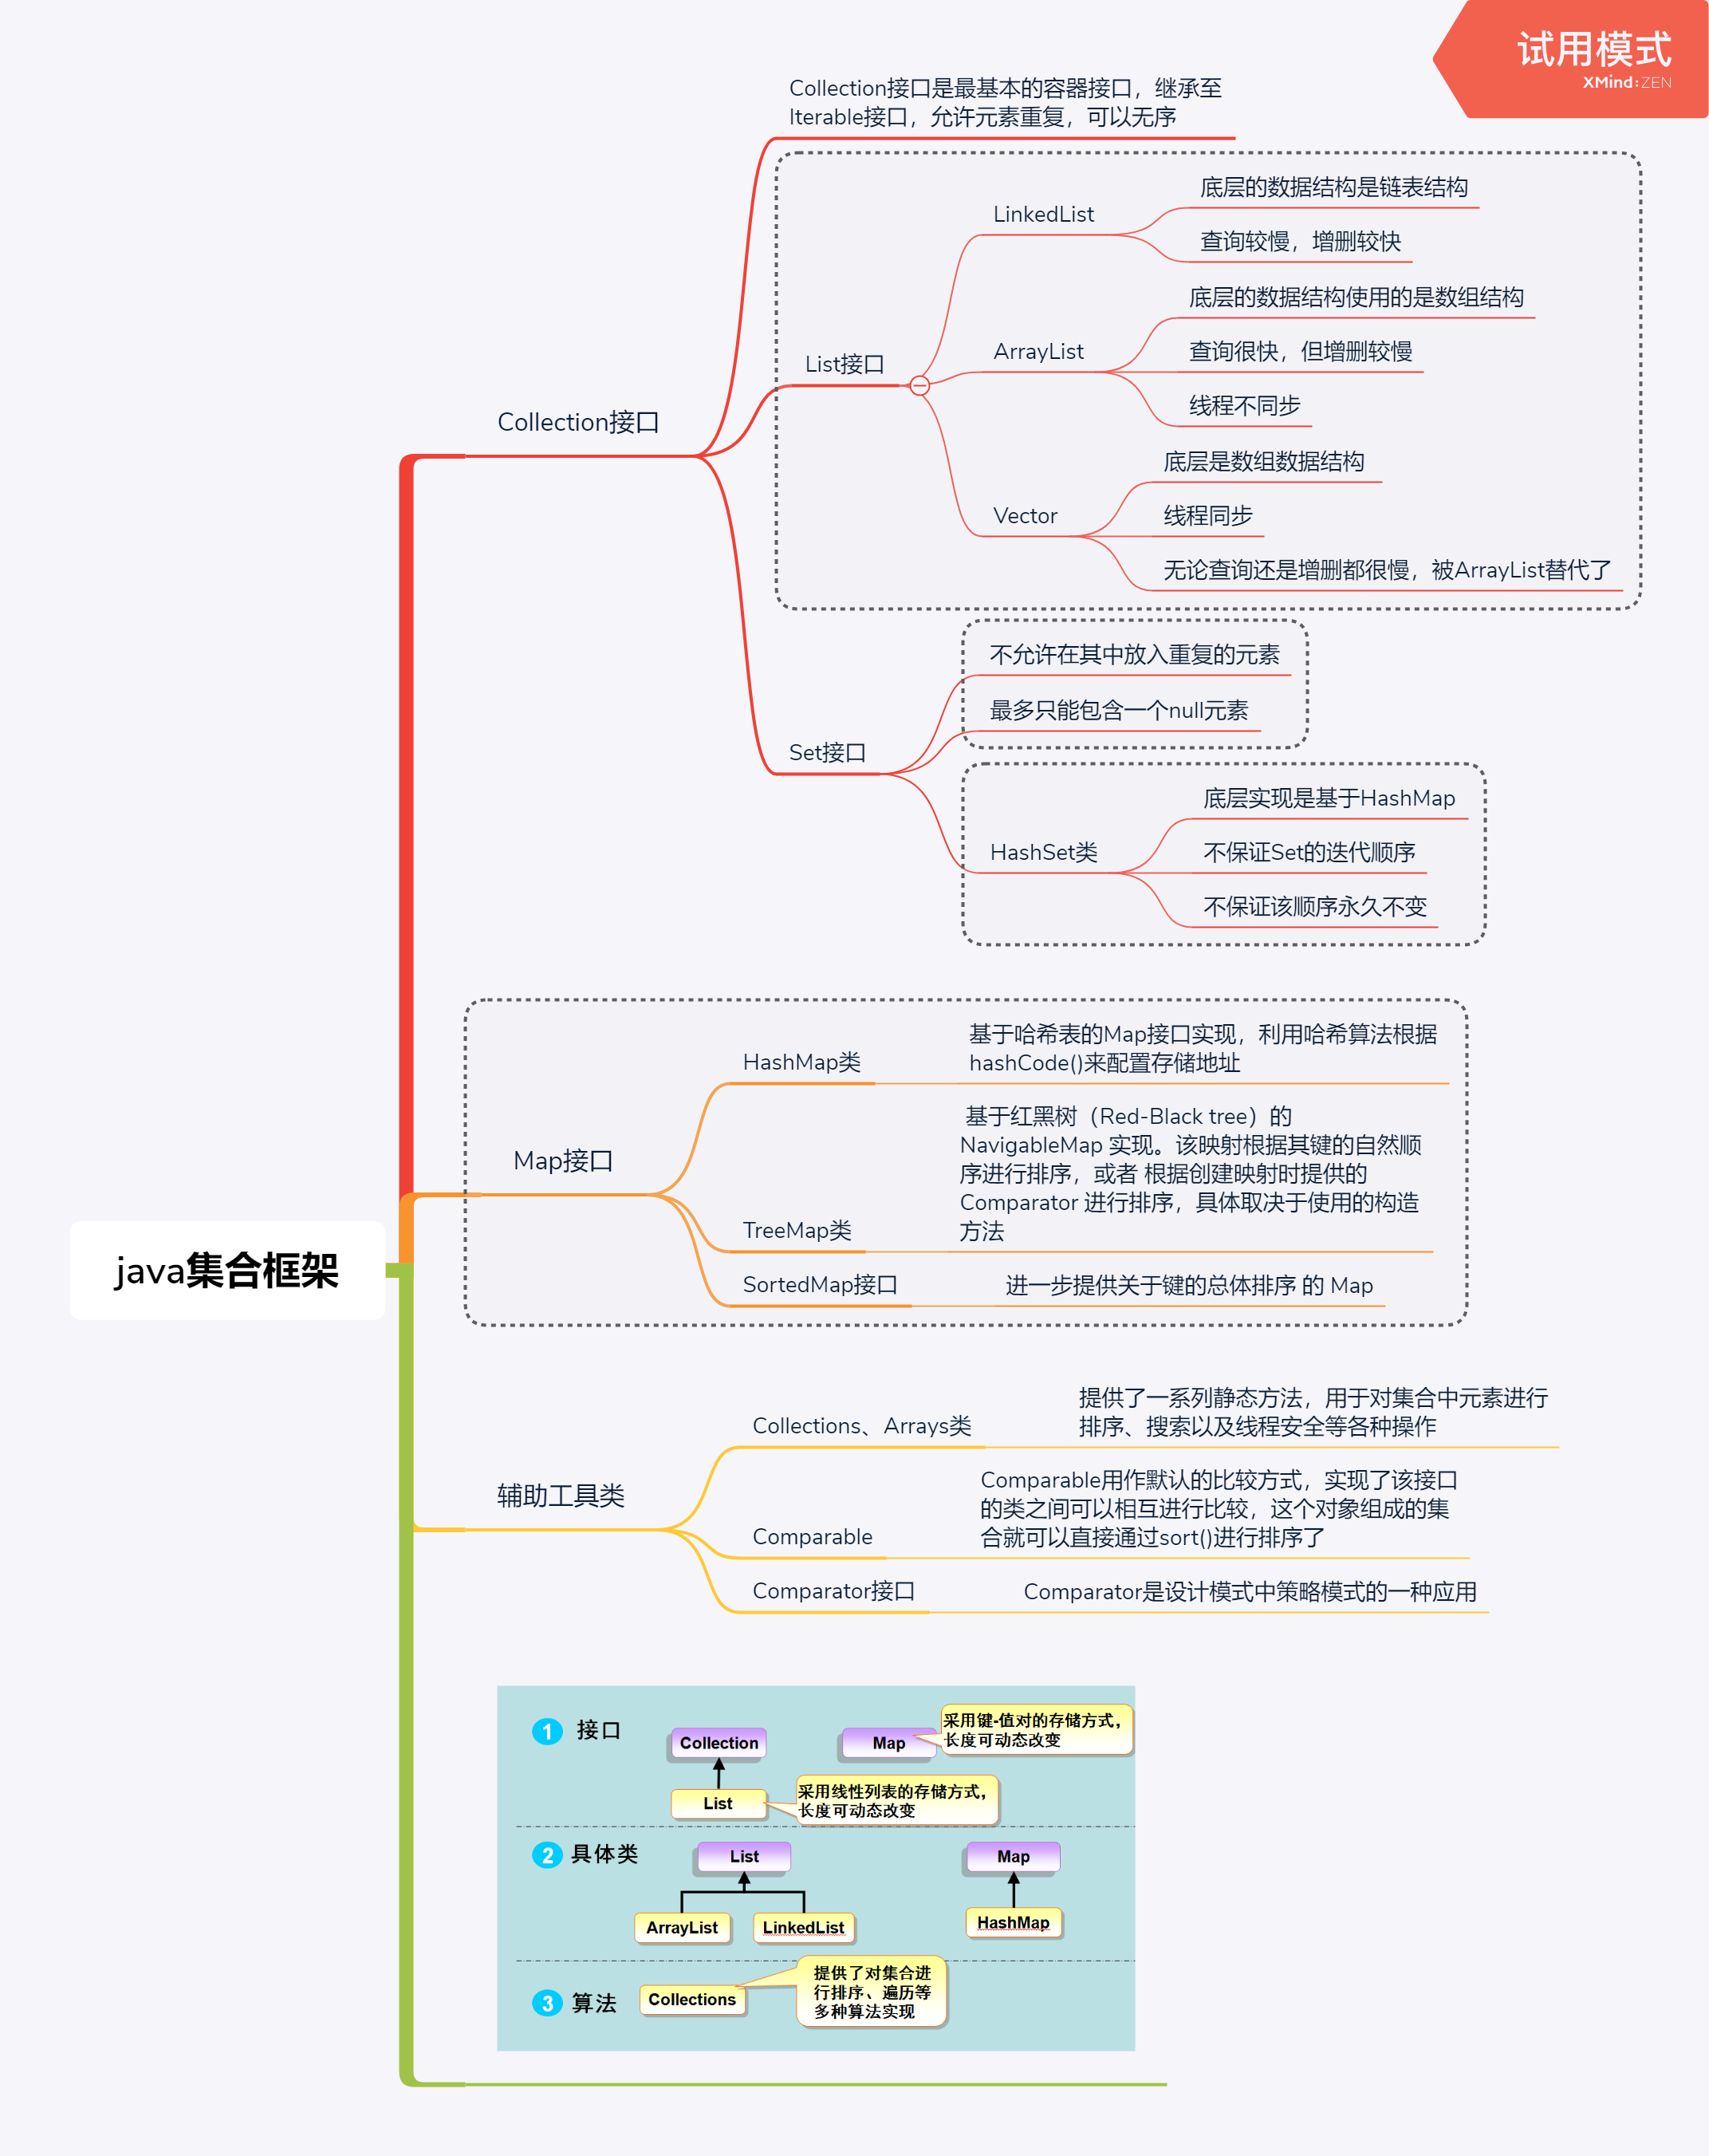 试用模式
XMind:ZEN
Collection接口是最基本的容器接口，继承至
Iterable接口，允许元素重复，可以无序
底层的数据结构是链表结构
LinkedList
查询较慢，增删较快
底层的数据结构使用的是数组结构
List接口
ArrayList
查询很快，但增删较慢
线程不同步
Collection接口
底层是数组数据结构
Vector
线程同步
无论查询还是增删都很慢，被ArrayList替代了
不允许在其中放入重复的元素
最多只能包含一个null元素
Set接口
底层实现是基于HashMap
HashSet类
不保证Set的迭代顺序
不保证该顺序永久不变
HashMap类
基于哈希表的Map接口实现，利用哈希算法根据
hashCode()来配置存储地址
Map接口
基于红黑树（Red-Black tree）的
NavigableMap 实现。该映射根据其键的自然顺
序进行排序，或者 根据创建映射时提供的
Comparator 进行排序，具体取决于使用的构造
方法
TreeMap类
java集合框架
SortedMap接口
进一步提供关于键的总体排序 的 Map
Collections、Arrays类
提供了一系列静态方法，用于对集合中元素进行
排序、搜索以及线程安全等各种操作
辅助工具类
Comparable
Comparable用作默认的比较方式，实现了该接口
的类之间可以相互进行比较，这个对象组成的集
合就可以直接通过sort()进行排序了
Comparator接口
Comparator是设计模式中策略模式的一种应用
1 接口
Collection
Map
采用键-值对的存储方式，
长度可动态改变
List
采用线性列表的存储方式，
长度可动态改变
2 具体类
List
Map
ArrayList
LinkedList
HashMap
3 算法
Collections
提供了对集合进
行排序、遍历等
多种算法实现